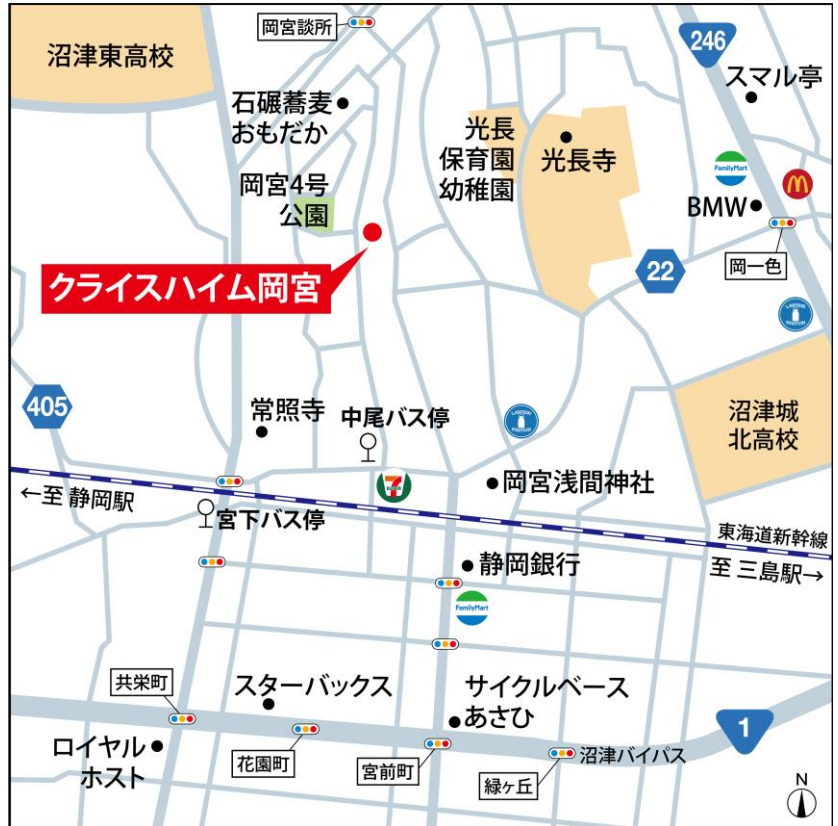 岡宮談所
246
沼津東高校
スマル亭
石碾蕎麦
おもだか
光長
保育園
幼稚園
光長寺
FamilyMart
岡宮4号
公園
BMW
クライスハイム岡宮
22
岡一色
405
常照寺
中尾バス停
沼津城
北高校
岡宮浅間神社
←至 静岡駅
宮下バス停
東海道新幹線
静岡銀行
至 三島駅→
FamilyMart
共栄町
スターバックス
サイクルベース
あさひ
1
ロイヤル
ホスト
花園町
宮前町
緑ヶ丘
沼津バイパス
N